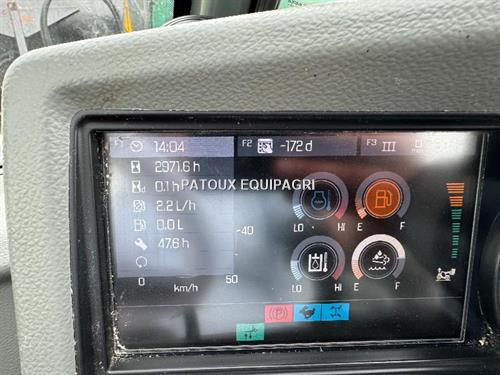 F1 14:04
F2 -172 d
F3
2971.6 h
0.1 h
PATOUX EQUIPAGRI
2.2 L/h
0.0 L
-40
47.6 h
LO HI E F
LO HI E F
0 km/h 50
(P)